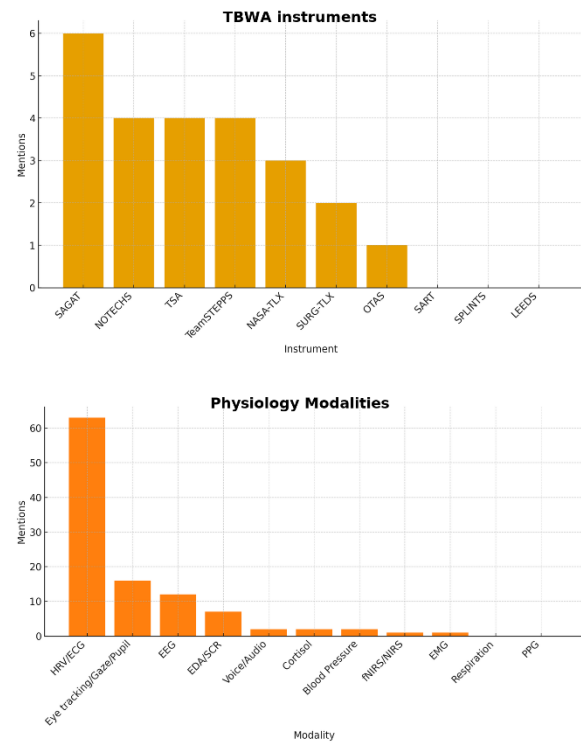 TBWA instruments
6
5
4
3
2
1
0
Mentions
SAGAT
NOTECHS
TSA
TeamSTEPPS
NASA-TLX
SURG-TLX
OTAS
SART
SPLINTS
LEEDS
Instrument
Physiology Modalities
60
50
40
30
20
10
0
Mentions
HRV/ECG
Eye tracking/Gaze/Pupil
EEG
EDA/SCR
Voice/Audio
Cortisol
Blood Pressure
fNIRS/NIRS
EMG
Respiration
PPG
Modality